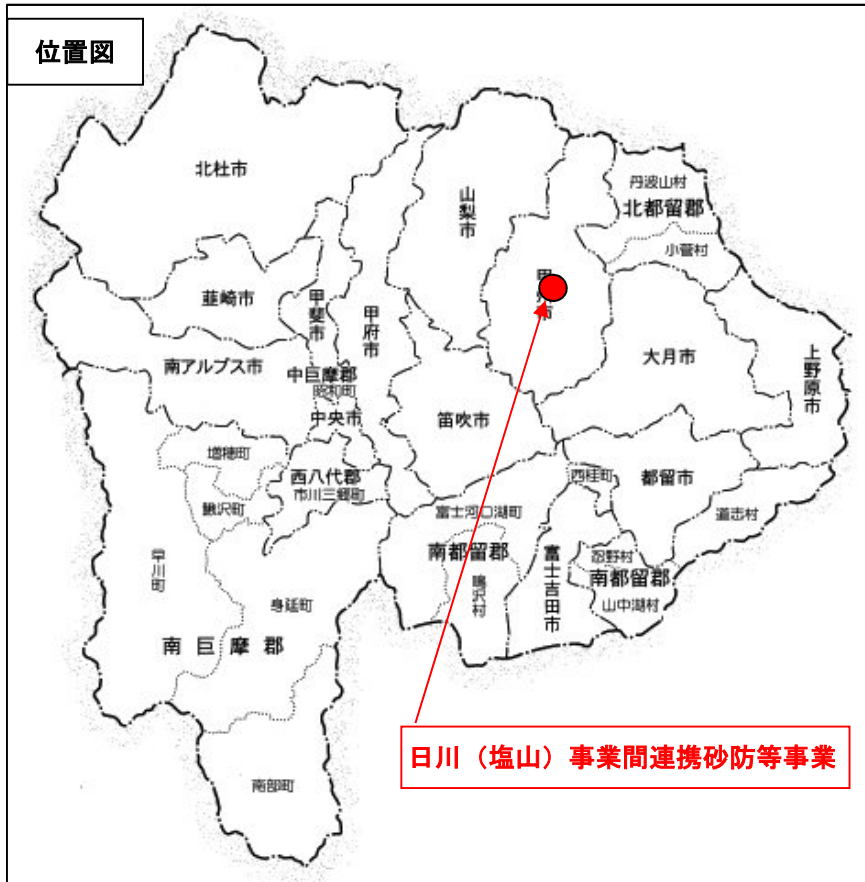 位置図
北杜市
山梨市
丹波山村
北都留郡
小菅村
韮崎市
甲斐市
甲府市
甲州市
大月市
上野原市
南アルプス市
中巨摩郡
昭和町
中央市
笛吹市
増穂町
西八代郡
市川三郷町
鰍沢町
西桂町
都留市
道志村
富士河口湖町
南都留郡
鳴沢村
富士吉田市
忍野村
南都留郡
山中湖村
早川町
身延町
南巨摩郡
南部町
日川（塩山）事業間連携砂防等事業